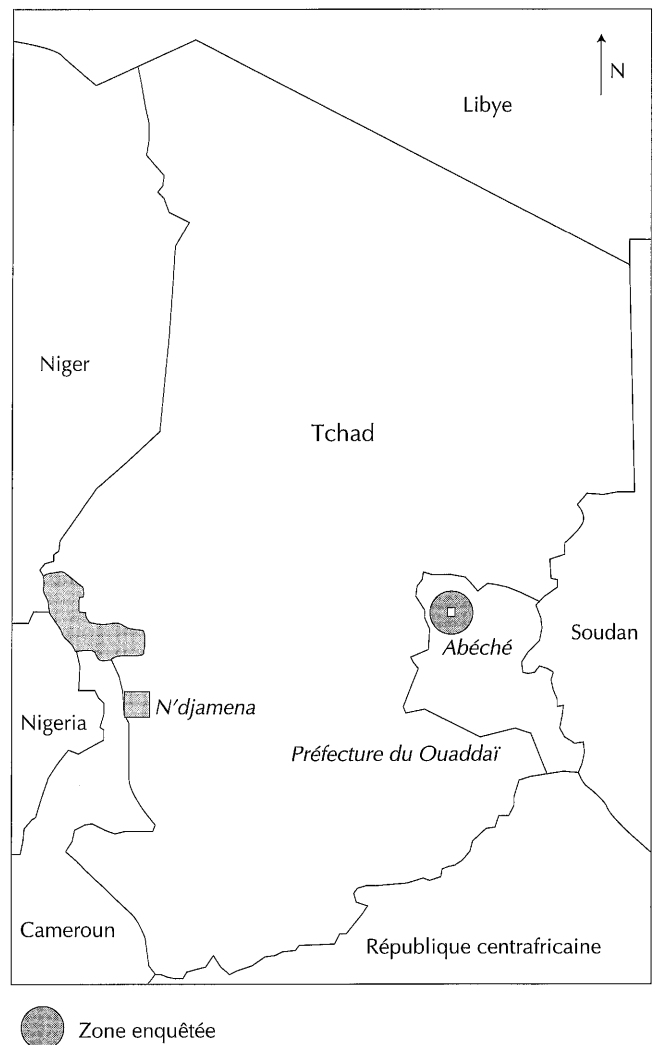 N
Libye
Niger
Tchad
Soudan
Abéché
N'djamena
Nigeria
Préfecture du Ouaddaï
Cameroun
République centrafricaine
Zone enquêtée